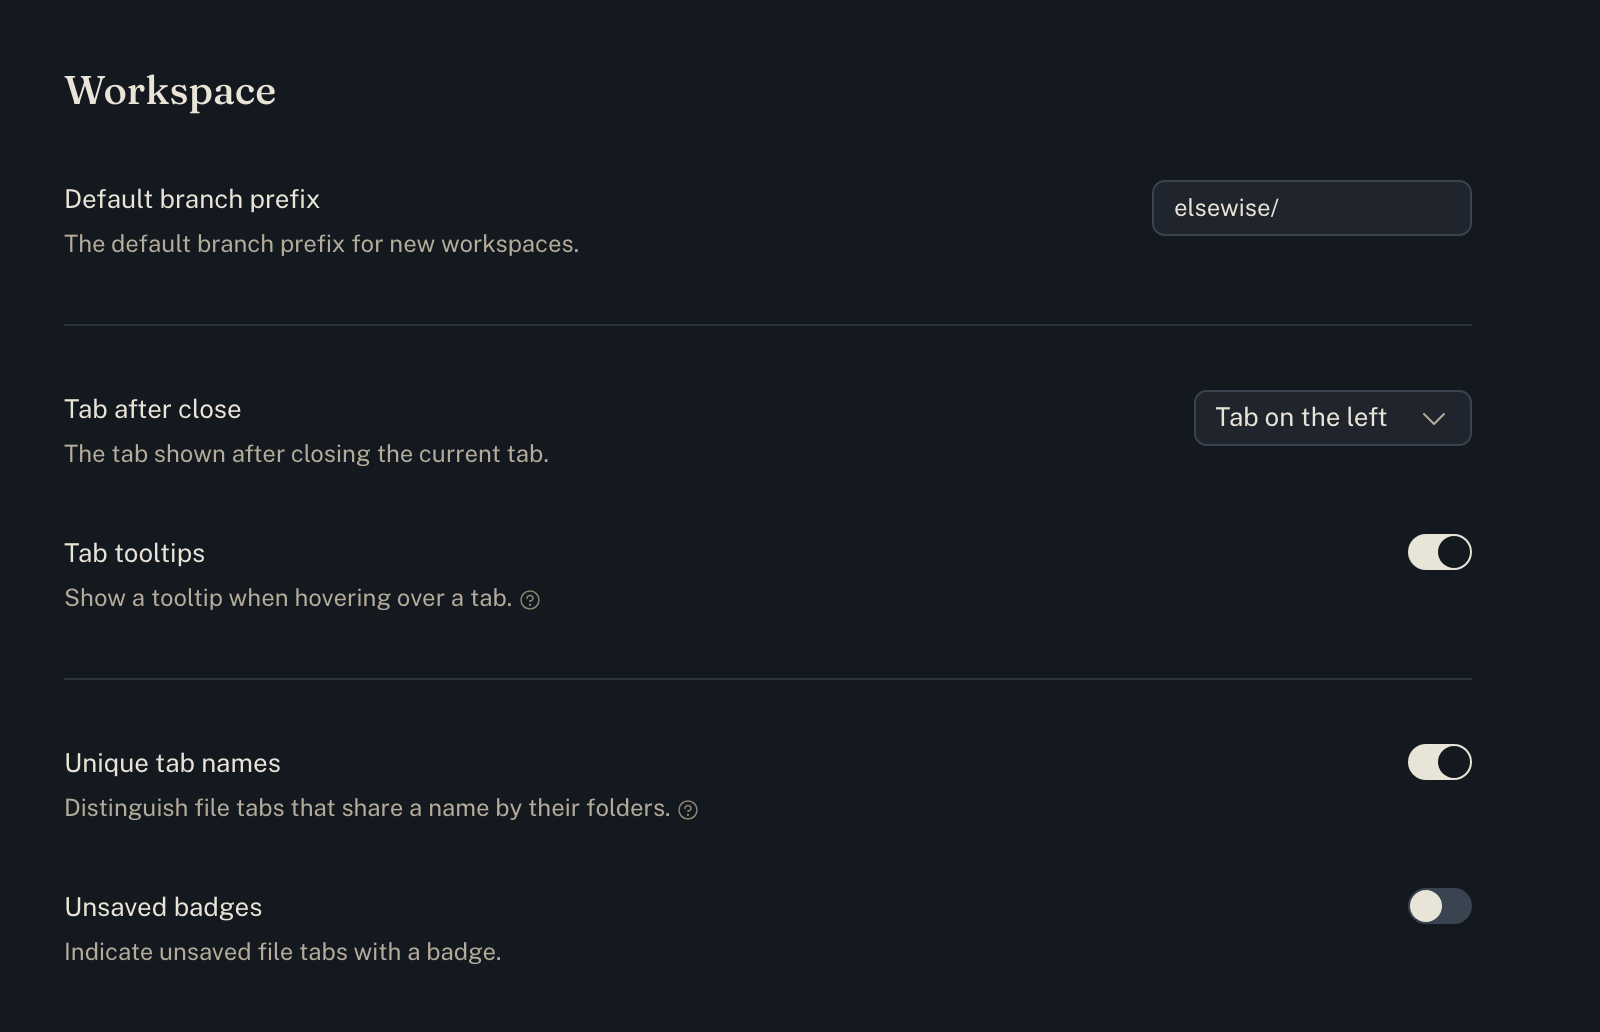 Workspace
Default branch prefix
elsewise/
The default branch prefix for new workspaces.
Tab after close
Tab on the left
The tab shown after closing the current tab.
Tab tooltips
Show a tooltip when hovering over a tab.
Unique tab names
Distinguish file tabs that share a name by their folders.
Unsaved badges
Indicate unsaved file tabs with a badge.